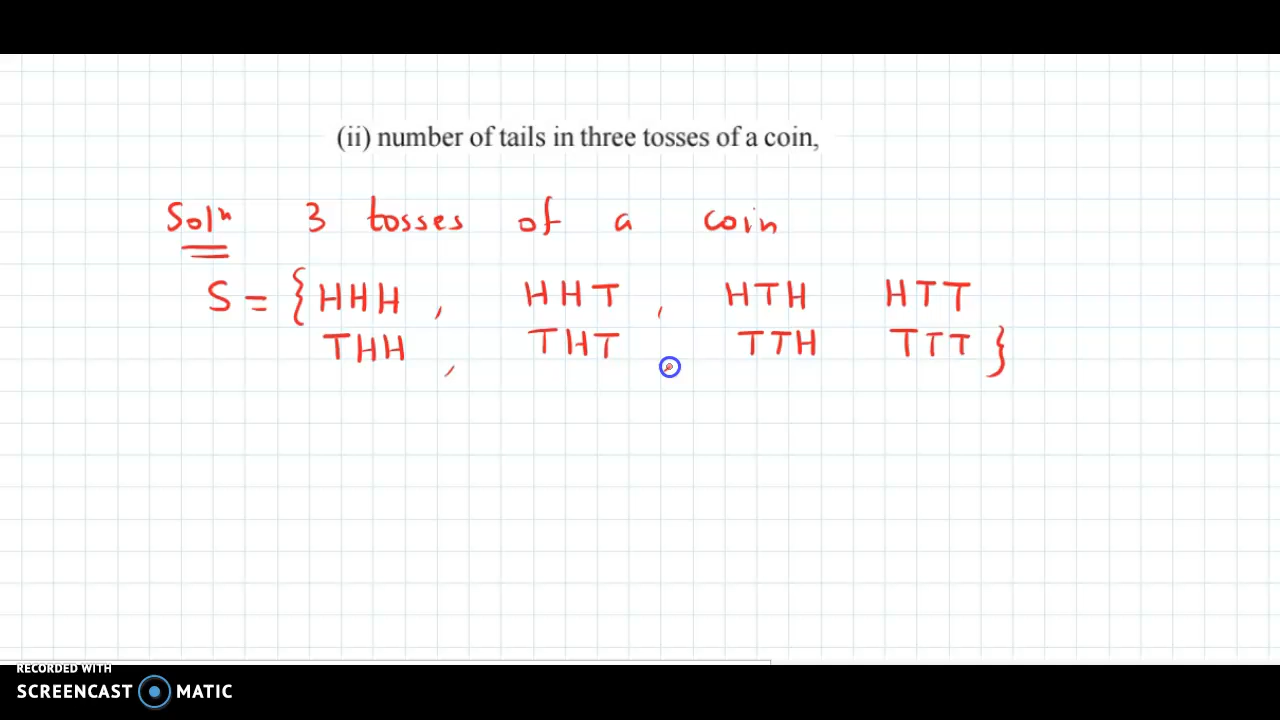 (ii) number of tails in three tosses of a coin,
Solⁿ 3 tosses of a coin
S = { HHH , HHT , HTH HTT
THH , THT TTH TTT }
RECORDED WITH
SCREENCAST MATIC